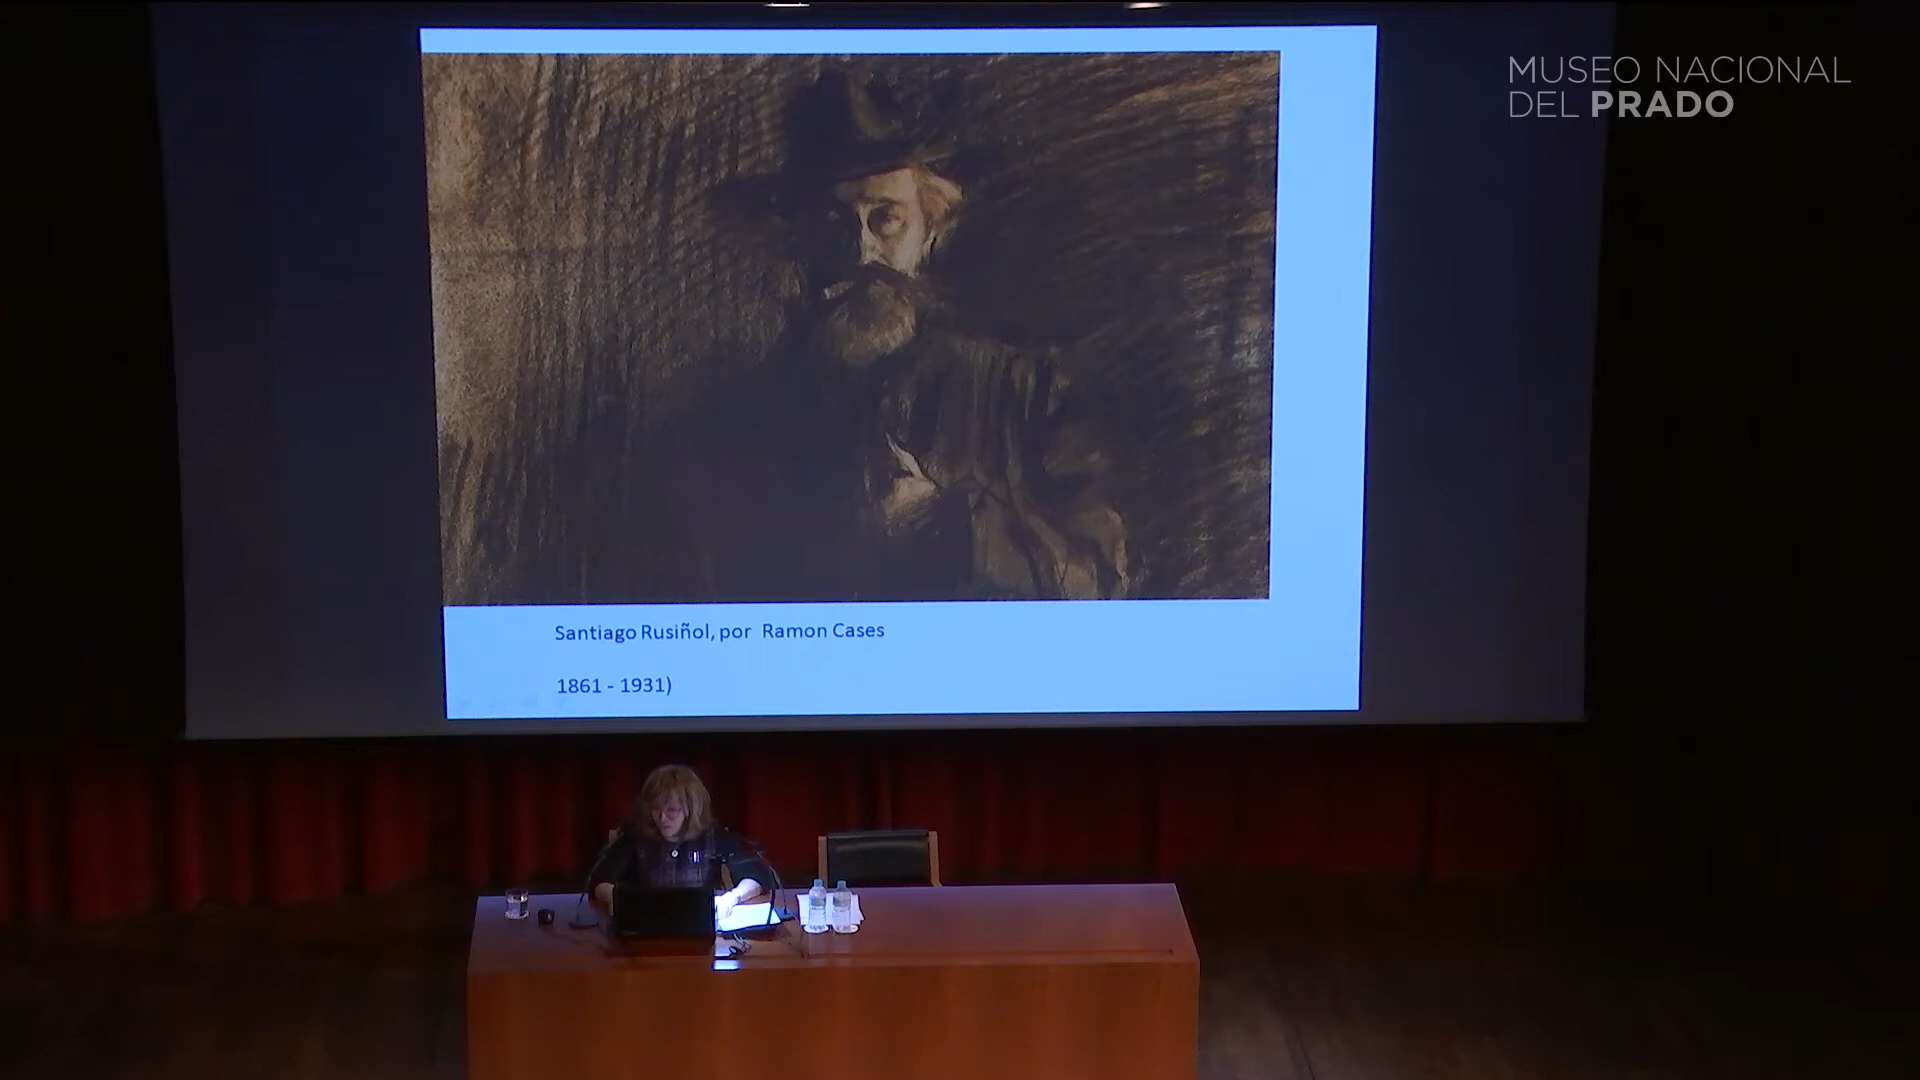 MUSEO NACIONAL
DEL PRADO
Santiago Rusiñol, por Ramon Cases
1861 - 1931)